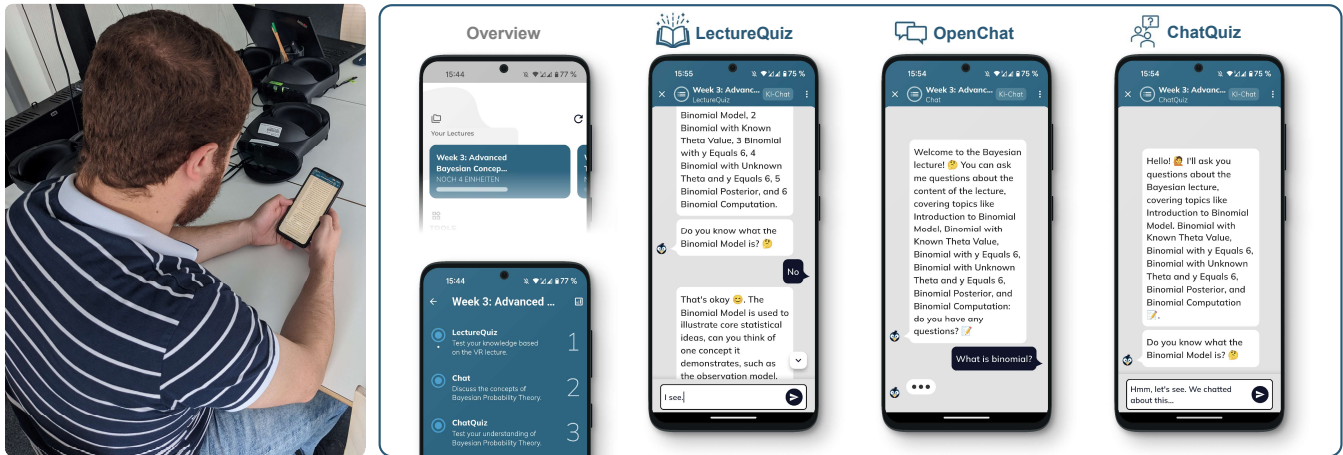 Overview
15:44
77 %
Your Lectures
Week 3: Advanced
Bayesian Concep...
NOCH 4 EINHEITEN
TOOLS
15:44
77 %
Week 3: Advanced ...
LectureQuiz
Test your knowledge based
on the VR lecture.
1
Chat
Discuss the concepts of
Bayesian Probability Theory.
2
ChatQuiz
Test your understanding of
Bayesian Probability Theory.
3
LectureQuiz
15:55
75 %
Week 3: Advanc...
LectureQuiz
KI-Chat
Binomial Model, 2
Binomial with Known
Theta Value, 3 Binomial
with y Equals 6, 4
Binomial with Unknown
Theta and y Equals 6, 5
Binomial Posterior, and 6
Binomial Computation.
Do you know what the
Binomial Model is? 🤔
No
That's okay 😊. The
Binomial Model is used to
illustrate core statistical
ideas, can you think of
one concept it
demonstrates, such as
the observation model.
I see.
OpenChat
15:54
75 %
Week 3: Advanc...
Chat
KI-Chat
Welcome to the Bayesian
lecture! 🤔 You can ask
me questions about the
content of the lecture,
covering topics like
Introduction to Binomial
Model, Binomial with
Known Theta Value,
Binomial with y Equals 6,
Binomial with Unknown
Theta and y Equals 6,
Binomial Posterior, and
Binomial Computation:
do you have any
questions? 📝
What is binomial?
ChatQuiz
15:54
75 %
Week 3: Advanc...
ChatQuiz
KI-Chat
Hello! 🙋 I'll ask you
questions about the
Bayesian lecture,
covering topics like
Introduction to Binomial
Model. Binomial with
Known Theta Value,
Binomial with y Equals 6,
Binomial with Unknown
Theta and y Equals 6,
Binomial Posterior, and
Binomial Computation
📝.
Do you know what the
Binomial Model is? 🤔
Hmm, let's see. We chatted
about this...